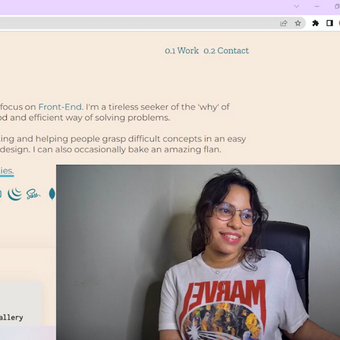 0.1 Work 0.2 Contact
focus on Front-End. I'm a tireless seeker of the 'why' of
od and efficient way of solving problems.
ing and helping people grasp difficult concepts in an easy
design. I can also occasionally bake an amazing flan.
ies.
Sass
allery
MARVEL